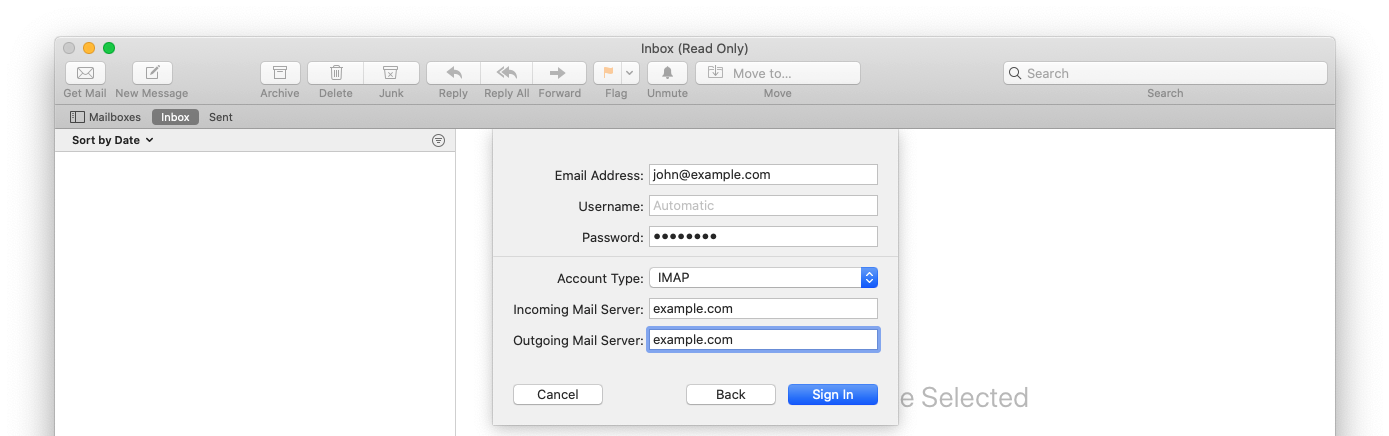 Inbox (Read Only)
Move to... Search
Get Mail New Message Archive Delete Junk Reply Reply All Forward Flag Unmute Move Search
Mailboxes Inbox Sent
Sort by Date
Email Address: john@example.com
Username: Automatic
Password: ●●●●●●●●
Account Type: IMAP
Incoming Mail Server: example.com
Outgoing Mail Server: example.com
Cancel Back Sign In
e Selected